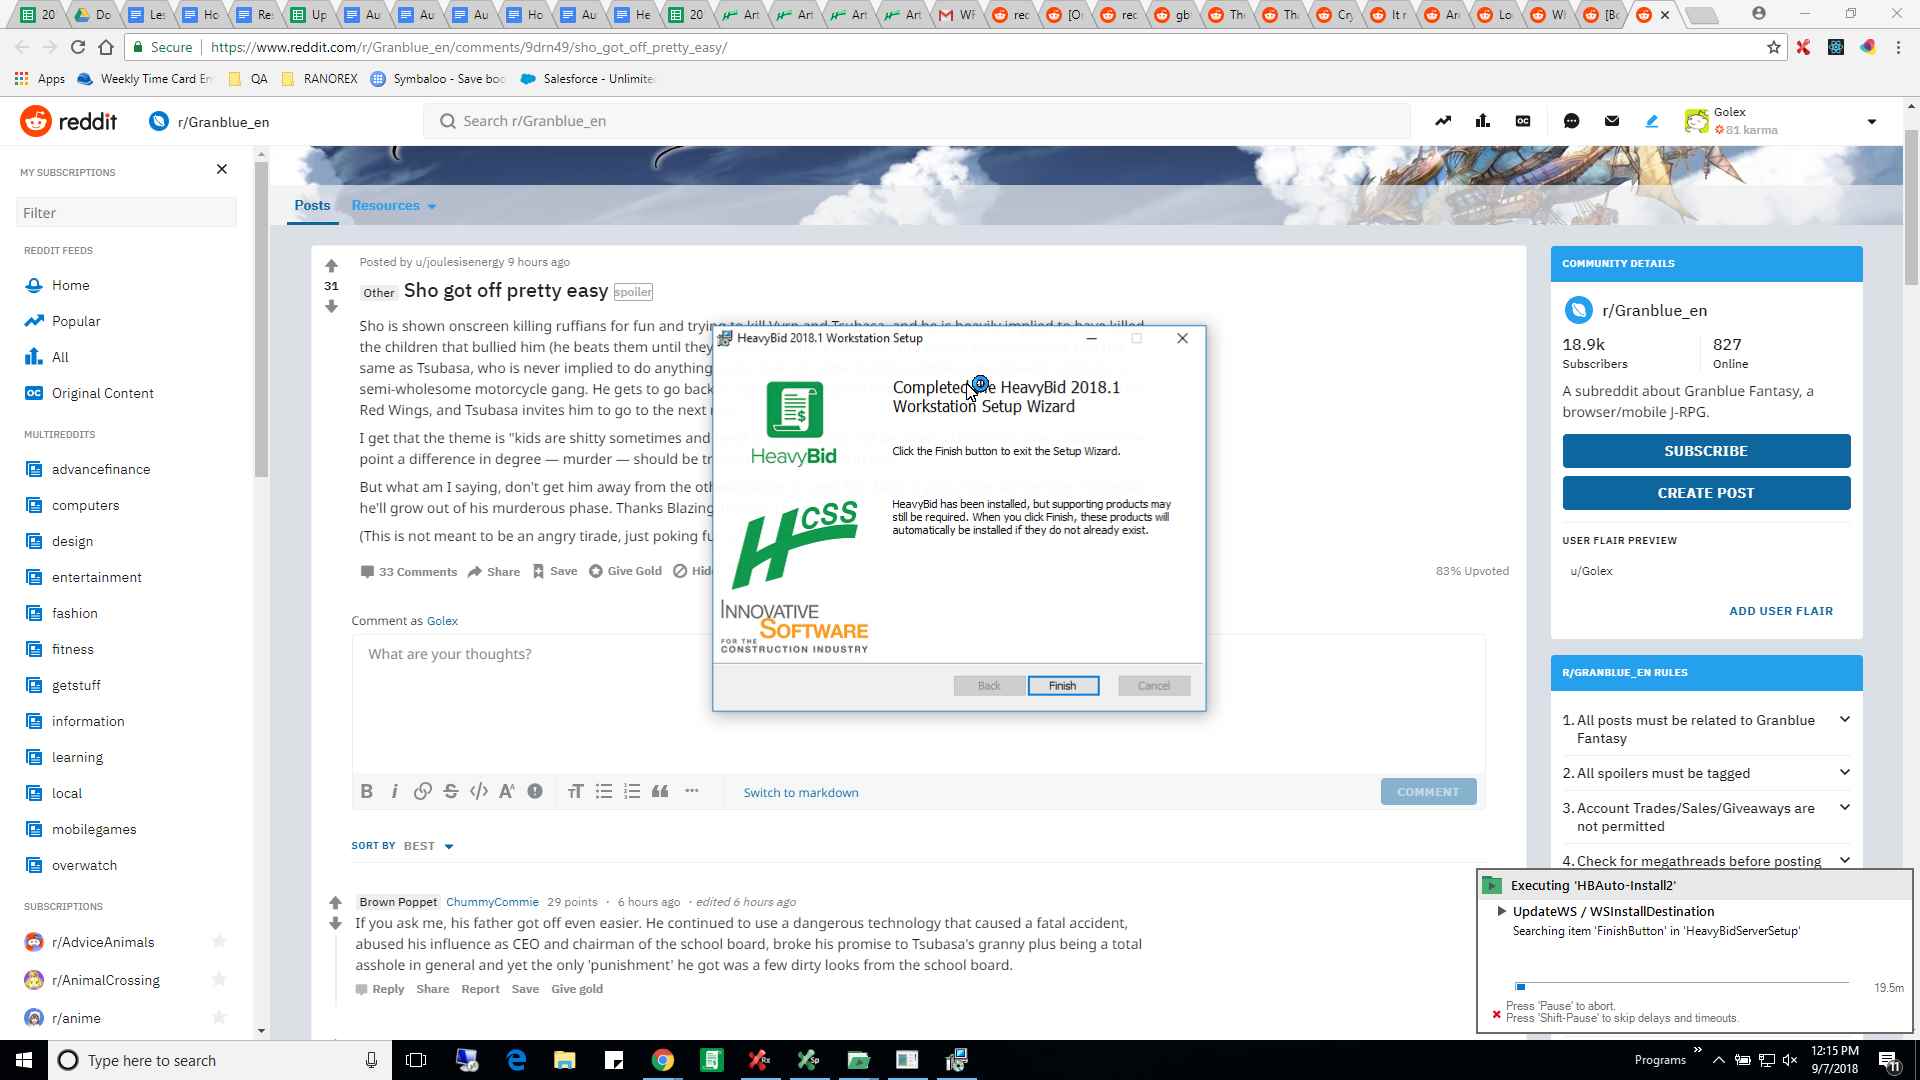 20
Do
Le
Ho
Re
Up
Au
Au
Au
Ho
Au
He
20
Art
Art
Art
Art
rec
[O
rec
gb
Th
Th
Cr
It r
Ar
Lo
Wi
[Bo
Secure
https://www.reddit.com/r/Granblue_en/comments/9drn49/sho_got_off_pretty_easy/
Apps
Weekly Time Card En
QA
RANOREX
Symbaloo - Save boo
Salesforce - Unlimite
reddit
r/Granblue_en
Search r/Granblue_en
Golex
81 karma
MY SUBSCRIPTIONS
Filter
REDDIT FEEDS
Home
Popular
All
Original Content
MULTIREDDITS
advancefinance
computers
design
entertainment
fashion
fitness
getstuff
information
learning
local
mobilegames
overwatch
SUBSCRIPTIONS
r/AdviceAnimals
r/AnimalCrossing
r/anime
Posts
Resources
Posted by u/joulesisenergy 9 hours ago
31
Other Sho got off pretty easy spoiler
Sho is shown onscreen killing ruffians for fun and trying to kill Vyrn and Tsubasa, and he is heavily implied to have killed
the children that bullied him (he beats them until they
same as Tsubasa, who is never implied to do anything
semi-wholesome motorcycle gang. He gets to go back
Red Wings, and Tsubasa invites him to go to the next
I get that the theme is "kids are shitty sometimes and
point a difference in degree — murder — should be tr
But what am I saying, don't get him away from the oth
he'll grow out of his murderous phase. Thanks Blazing
(This is not meant to be an angry tirade, just poking fu
33 Comments
Share
Save
Give Gold
Hid
83% Upvoted
Comment as Golex
What are your thoughts?
Switch to markdown
COMMENT
SORT BY BEST
Brown Poppet ChummyCommie 29 points · 6 hours ago · edited 6 hours ago
If you ask me, his father got off even easier. He continued to use a dangerous technology that caused a fatal accident,
abused his influence as CEO and chairman of the school board, broke his promise to Tsubasa's granny plus being a total
asshole in general and yet the only 'punishment' he got was a few dirty looks from the school board.
Reply Share Report Save Give gold
HeavyBid 2018.1 Workstation Setup
HeavyBid
HCSS
INNOVATIVE
SOFTWARE
FOR THE
CONSTRUCTION INDUSTRY
Completed the HeavyBid 2018.1
Workstation Setup Wizard
Click the Finish button to exit the Setup Wizard.
HeavyBid has been installed, but supporting products may
still be required. When you click Finish, these products will
automatically be installed if they do not already exist.
Back
Finish
Cancel
COMMUNITY DETAILS
r/Granblue_en
18.9k
Subscribers
827
Online
A subreddit about Granblue Fantasy, a
browser/mobile J-RPG.
SUBSCRIBE
CREATE POST
USER FLAIR PREVIEW
u/Golex
ADD USER FLAIR
R/GRANBLUE_EN RULES
1. All posts must be related to Granblue
Fantasy
2. All spoilers must be tagged
3. Account Trades/Sales/Giveaways are
not permitted
4. Check for megathreads before posting
Executing 'HBAuto-Install2'
UpdateWS / WSInstallDestination
Searching item 'FinishButton' in 'HeavyBidServerSetup'
19.5m
Press 'Pause' to abort.
Press 'Shift-Pause' to skip delays and timeouts.
Type here to search
Programs
12:15 PM
9/7/2018
11